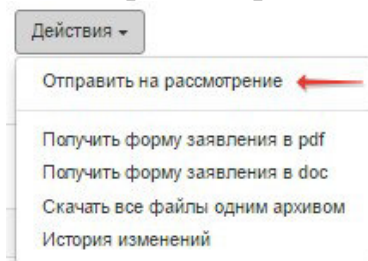 Действия
Отправить на рассмотрение
Получить форму заявления в pdf
Получить форму заявления в doc
Скачать все файлы одним архивом
История изменений